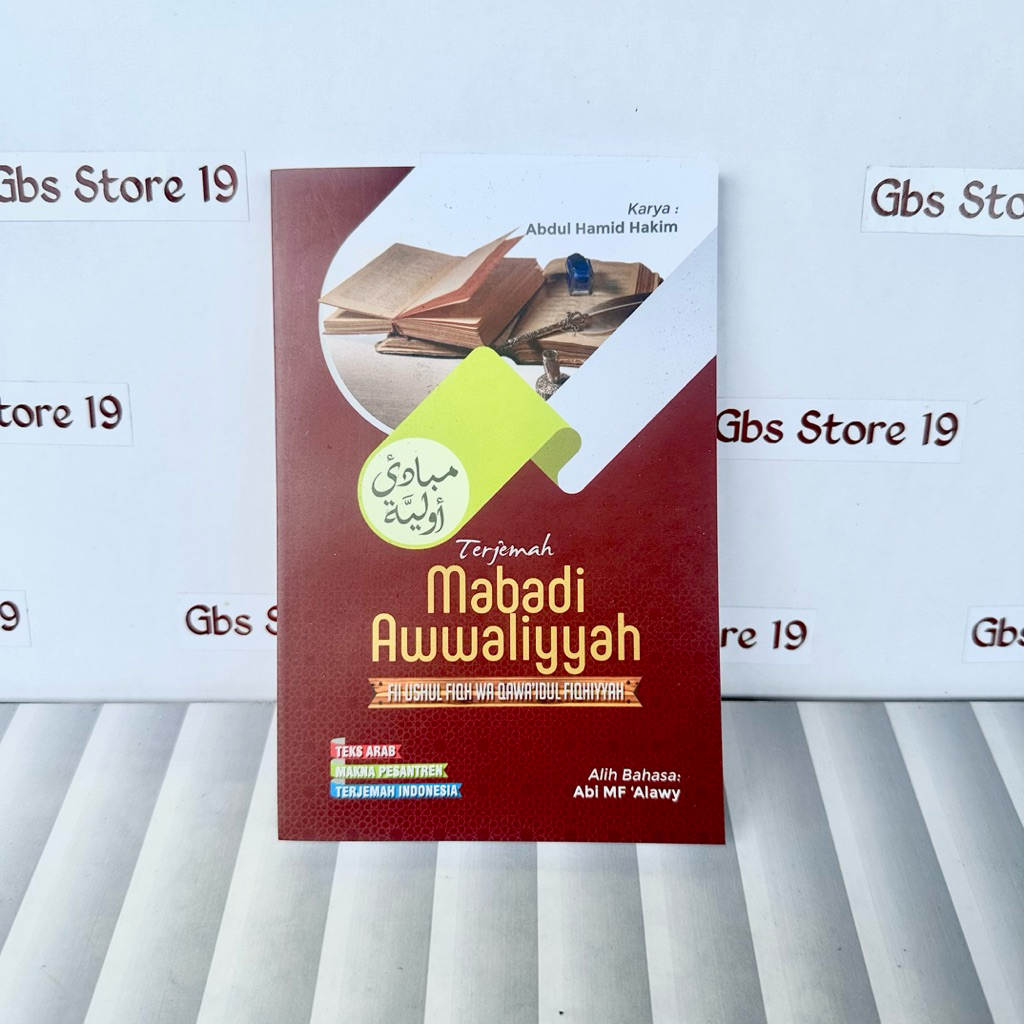 Gbs Store 19
Gbs Sto
tore 19
Gbs Store 19
9
Gbs S
re 19
Gbs
Karya :
Abdul Hamid Hakim
مبادئ
أوليَّة
Terjemah
Mabadi
Awwaliyyah
FII USHUL FIQH WA QAWA'IDUL FIQHIYYAH
TEKS ARAB
MAKNA PESANTREN
TERJEMAH INDONESIA
Alih Bahasa:
Abi MF 'Alawy